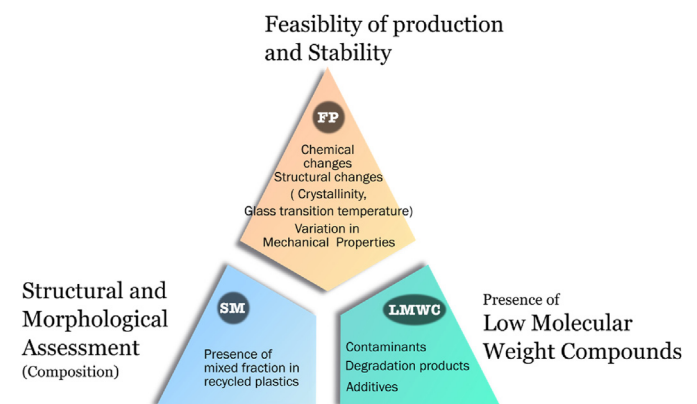 Feasiblity of production
and Stability
FP
Chemical
changes
Structural changes
( Crystallinity,
Glass transition temperature)
Variation in
Mechanical Properties
Structural and
Morphological
Assessment
(Composition)
SM
Presence of
mixed fraction in
recycled plastics
LMWC
Contaminants
Degradation products
Additives
Presence of
Low Molecular
Weight Compounds